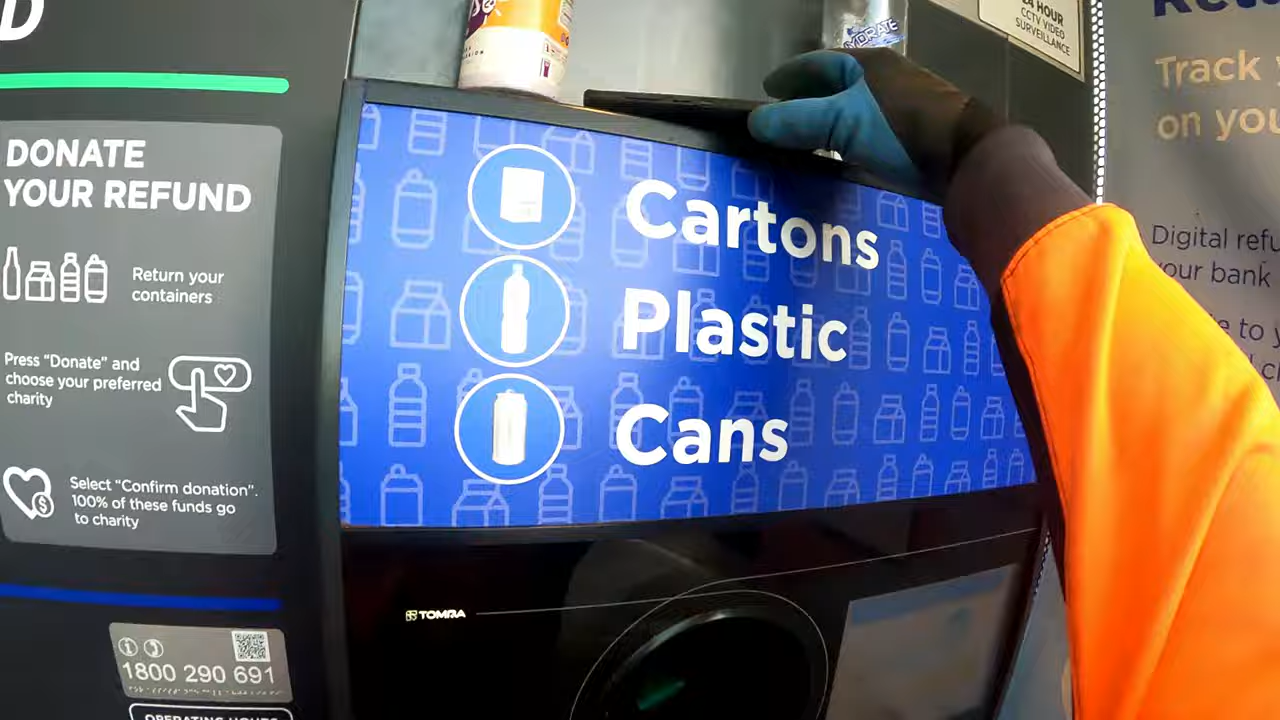 DONATE
YOUR REFUND
Return your
containers
Press “Donate” and
choose your preferred
charity
Select “Confirm donation”.
100% of these funds go
to charity
1800 290 691
OPERATING HOURS
Cartons
Plastic
Cans
TOMRA
24 HOUR
CCTV VIDEO
SURVEILLANCE
Track
on you
Digital refu
your bank